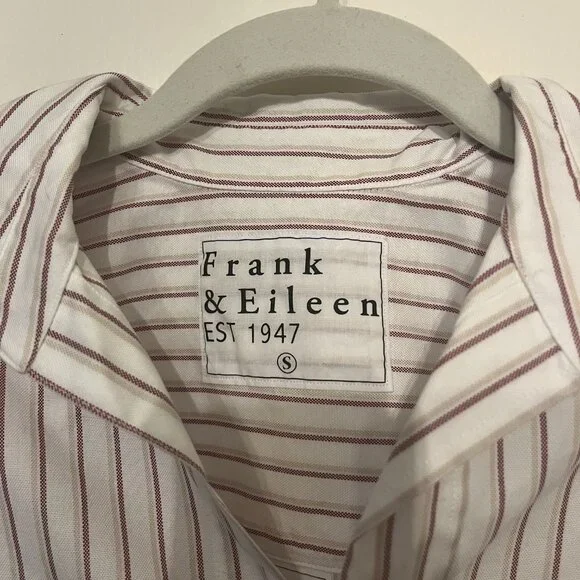 Frank
& Eileen
EST 1947
S